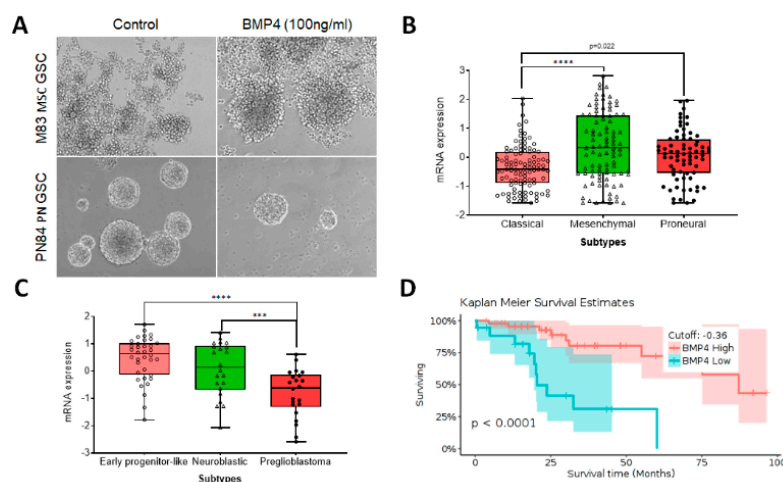 A
Control
BMP4 (100ng/ml)
M83 MSC GSC
PN84 PN GSC
B
p=0.022
****
mRNA expression
3
2
1
0
-1
-2
Classical
Mesenchymal
Proneural
Subtypes
C
****
***
mRNA expression
2
1
0
-1
-2
-3
Early progenitor-like
Neuroblastic
Preglioblastoma
Subtypes
D
Kaplan Meier Survival Estimates
Cutoff: -0.36
BMP4 High
BMP4 Low
Surviving
100%
75%
50%
25%
0%
p < 0.0001
0
25
50
75
100
Survival time (Months)